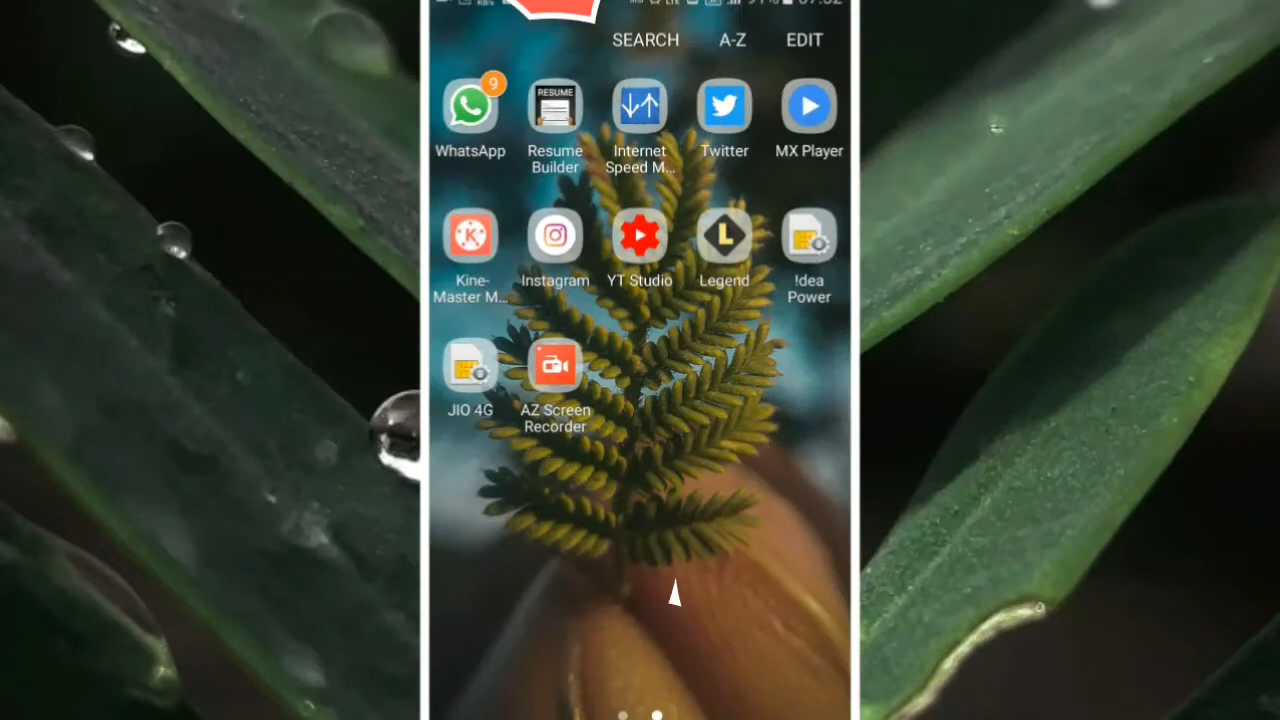 SEARCH A-Z EDIT
9
RESUME
WhatsApp Resume Builder Internet Speed M... Twitter MX Player
L
Kine-Master M... Instagram YT Studio Legend !dea Power
JIO 4G AZ Screen Recorder